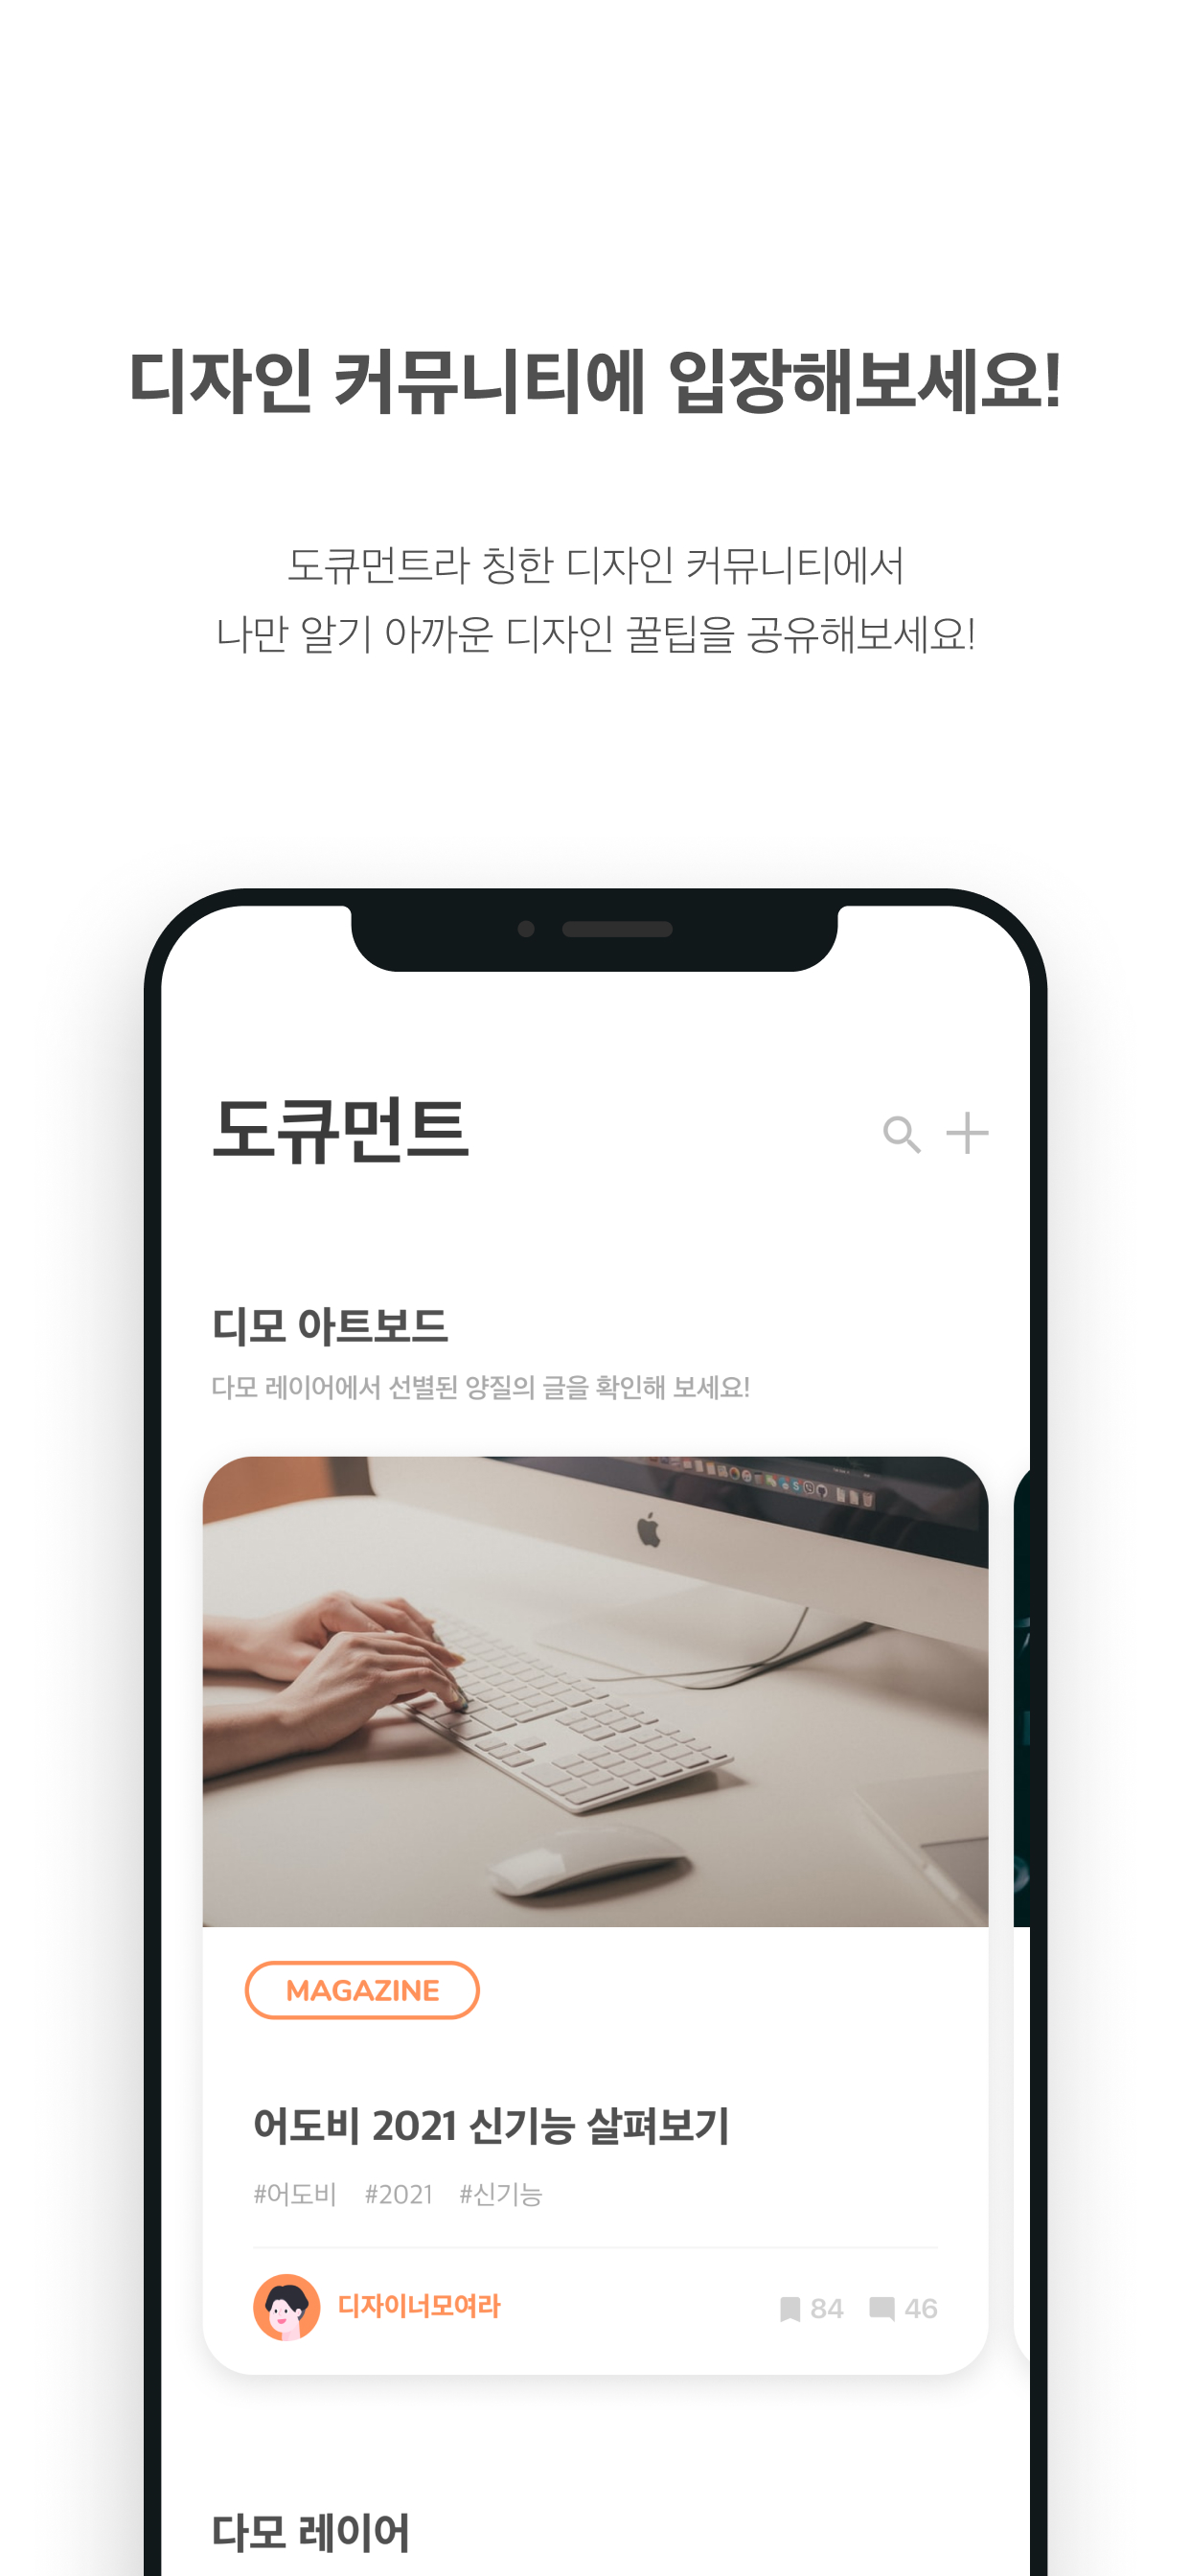 디자인 커뮤니티에 입장해보세요!
도큐먼트라 칭한 디자인 커뮤니티에서
나만 알기 아까운 디자인 꿀팁을 공유해보세요!
도큐먼트
디모 아트보드
다모 레이어에서 선별된 양질의 글을 확인해 보세요!
MAGAZINE
어도비 2021 신기능 살펴보기
#어도비 #2021 #신기능
디자이너모여라 84 46
다모 레이어